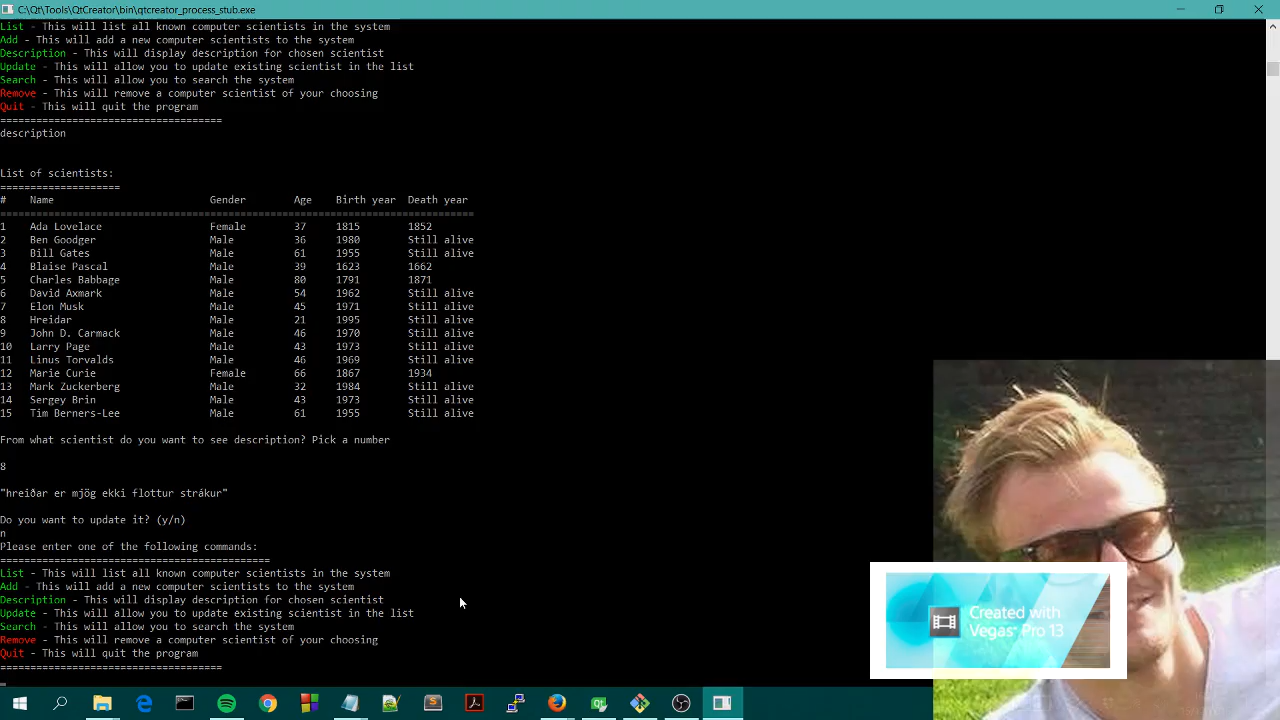 C:\Qt\Tools\QtCreator\bin\qtcreator_process_stub.exe
List - This will list all known computer scientists in the system
Add - This will add a new computer scientists to the system
Description - This will display description for chosen scientist
Update - This will allow you to update existing scientist in the list
Search - This will allow you to search the system
Remove - This will remove a computer scientist of your choosing
Quit - This will quit the program
=====================================
description
List of scientists:
====================
# Name Gender Age Birth year Death year
===============================================================================
1 Ada Lovelace Female 37 1815 1852
2 Ben Goodger Male 36 1980 Still alive
3 Bill Gates Male 61 1955 Still alive
4 Blaise Pascal Male 39 1623 1662
5 Charles Babbage Male 80 1791 1871
6 David Axmark Male 54 1962 Still alive
7 Elon Musk Male 45 1971 Still alive
8 Hreidar Male 21 1995 Still alive
9 John D. Carmack Male 46 1970 Still alive
10 Larry Page Male 43 1973 Still alive
11 Linus Torvalds Male 46 1969 Still alive
12 Marie Curie Female 66 1867 1934
13 Mark Zuckerberg Male 32 1984 Still alive
14 Sergey Brin Male 43 1973 Still alive
15 Tim Berners-Lee Male 61 1955 Still alive
From what scientist do you want to see description? Pick a number
8
"hreiðar er mjög ekki flottur strákur"
Do you want to update it? (y/n)
n
Please enter one of the following commands:
=============================================
List - This will list all known computer scientists in the system
Add - This will add a new computer scientists to the system
Description - This will display description for chosen scientist
Update - This will allow you to update existing scientist in the list
Search - This will allow you to search the system
Remove - This will remove a computer scientist of your choosing
Quit - This will quit the program
=====================================
Created with
Vegas® Pro 13